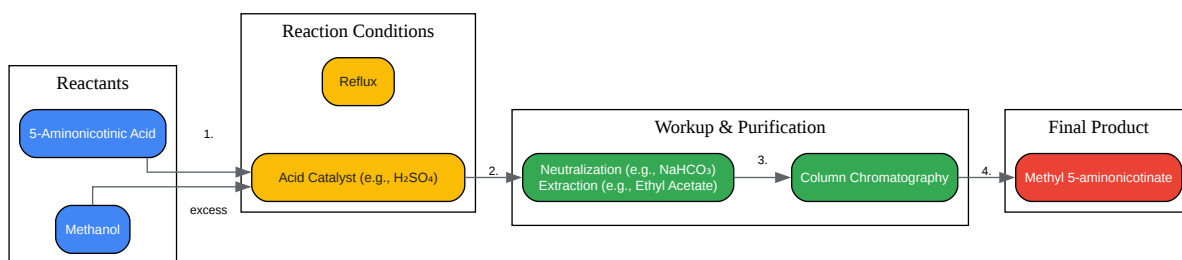 Reactants
5-Aminonicotinic Acid
Methanol
1.
excess
Reaction Conditions
Reflux
Acid Catalyst (e.g., H₂SO₄)
2.
Workup & Purification
Neutralization (e.g., NaHCO₃)
Extraction (e.g., Ethyl Acetate)
3.
Column Chromatography
4.
Final Product
Methyl 5-aminonicotinate